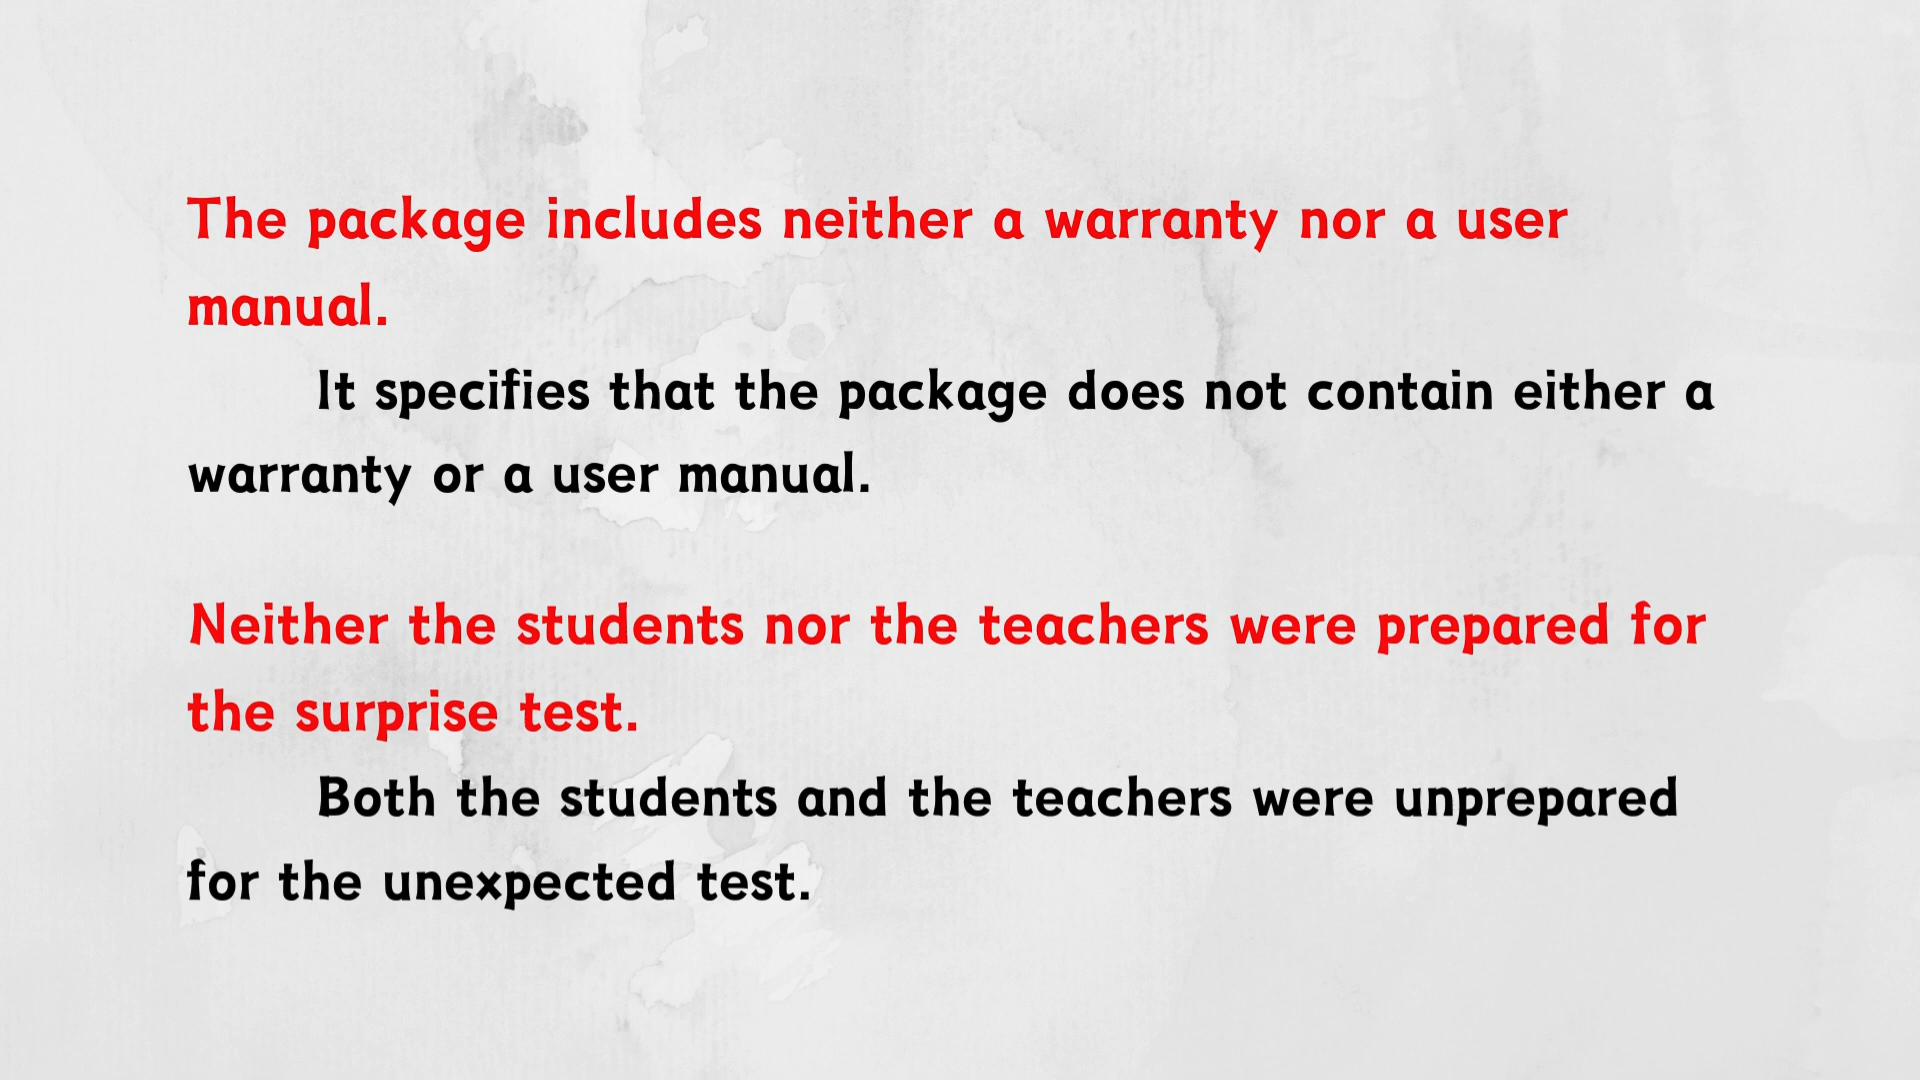 The package includes neither a warranty nor a user
manual.
It specifies that the package does not contain either a
warranty or a user manual.
Neither the students nor the teachers were prepared for
the surprise test.
Both the students and the teachers were unprepared
for the unexpected test.